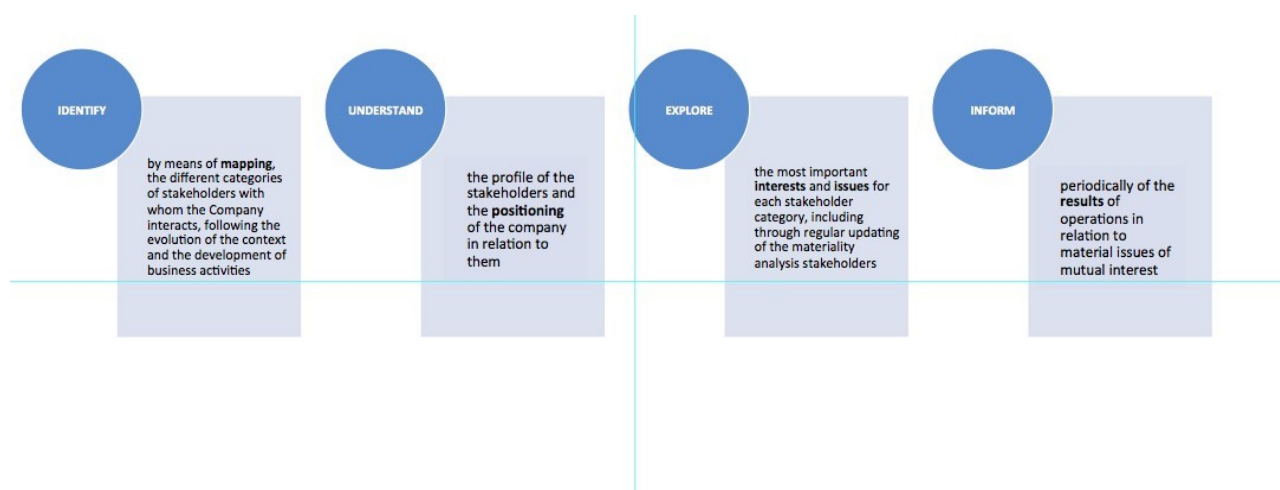 IDENTIFY
by means of mapping,
the different categories
of stakeholders with
whom the Company
interacts, following the
evolution of the context
and the development of
business activities
UNDERSTAND
the profile of the
stakeholders and
the positioning
of the company
in relation to
them
EXPLORE
the most important
interests and issues for
each stakeholder
category, including
through regular updating
of the materiality
analysis stakeholders
INFORM
periodically of the
results of
operations in
relation to
material issues of
mutual interest